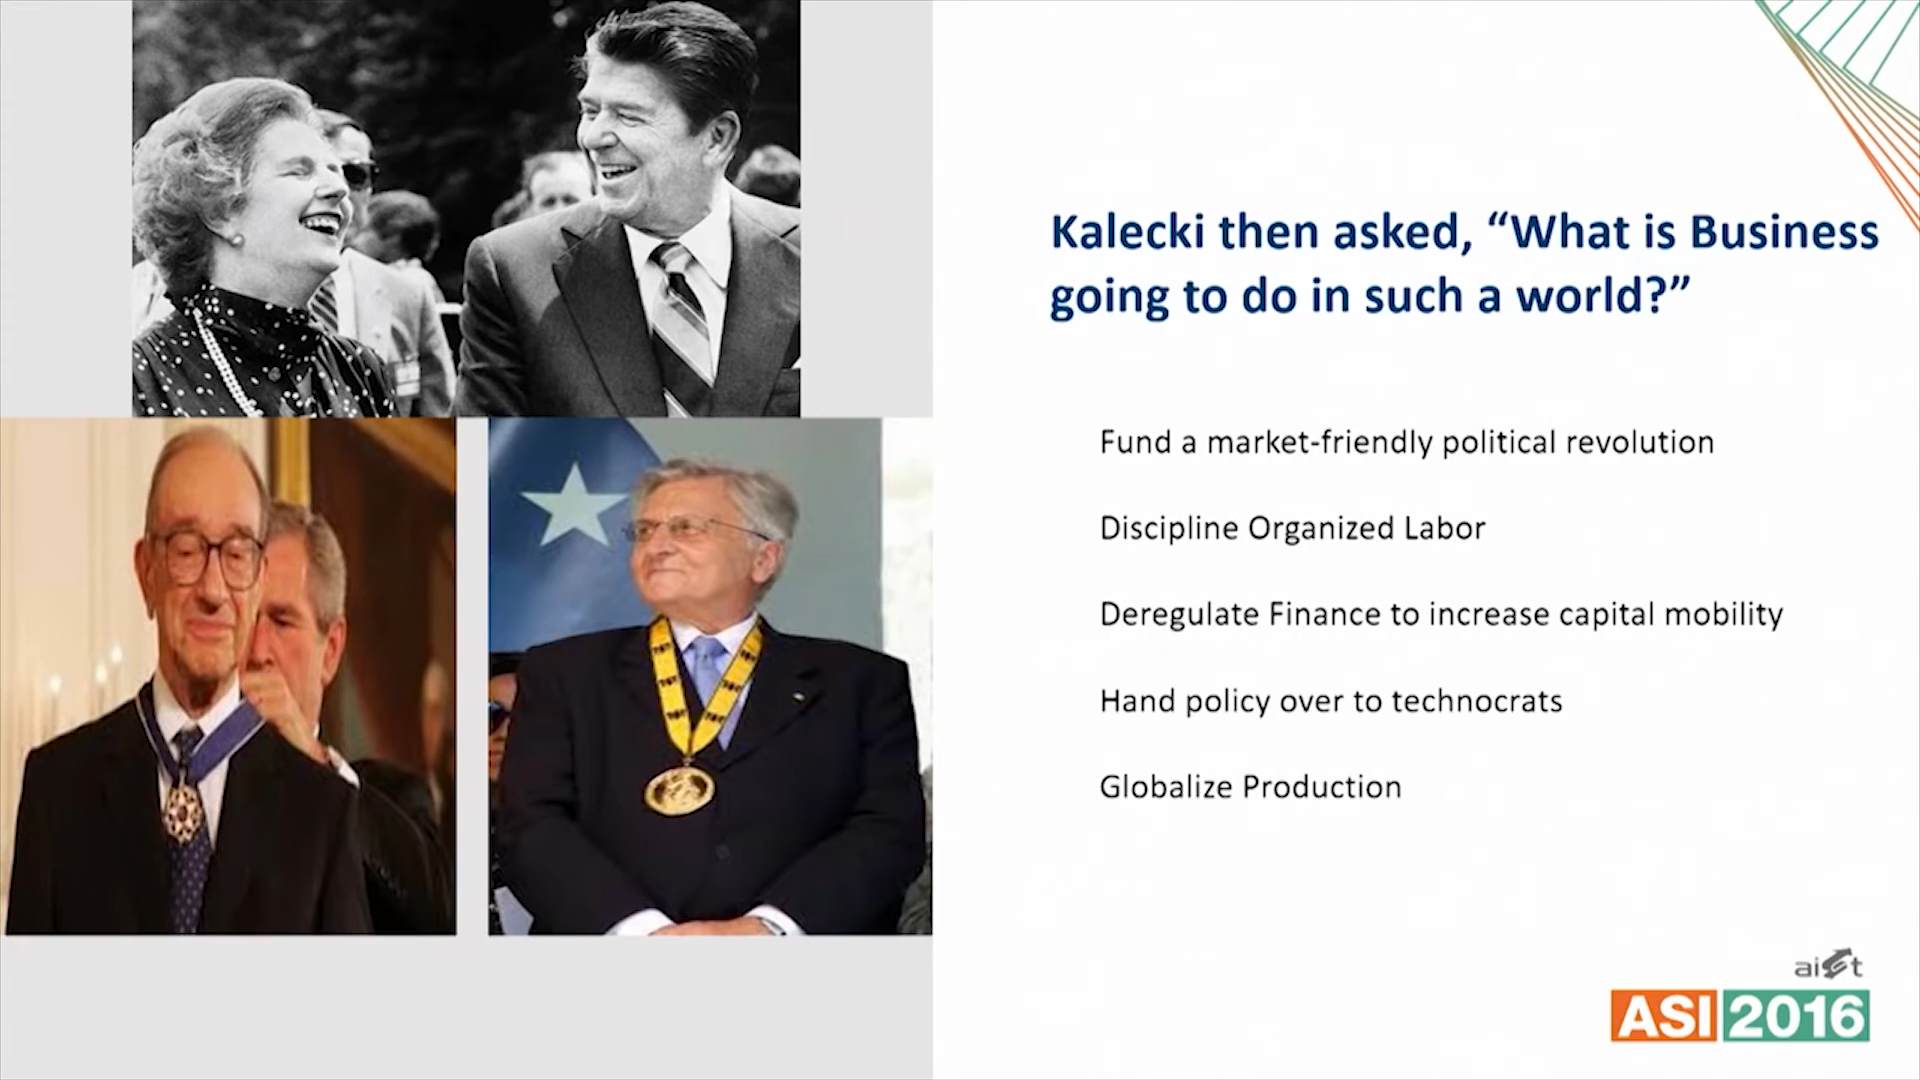 Kalecki then asked, “What is Business
going to do in such a world?”
Fund a market-friendly political revolution
Discipline Organized Labor
Deregulate Finance to increase capital mobility
Hand policy over to technocrats
Globalize Production
aist
ASI 2016